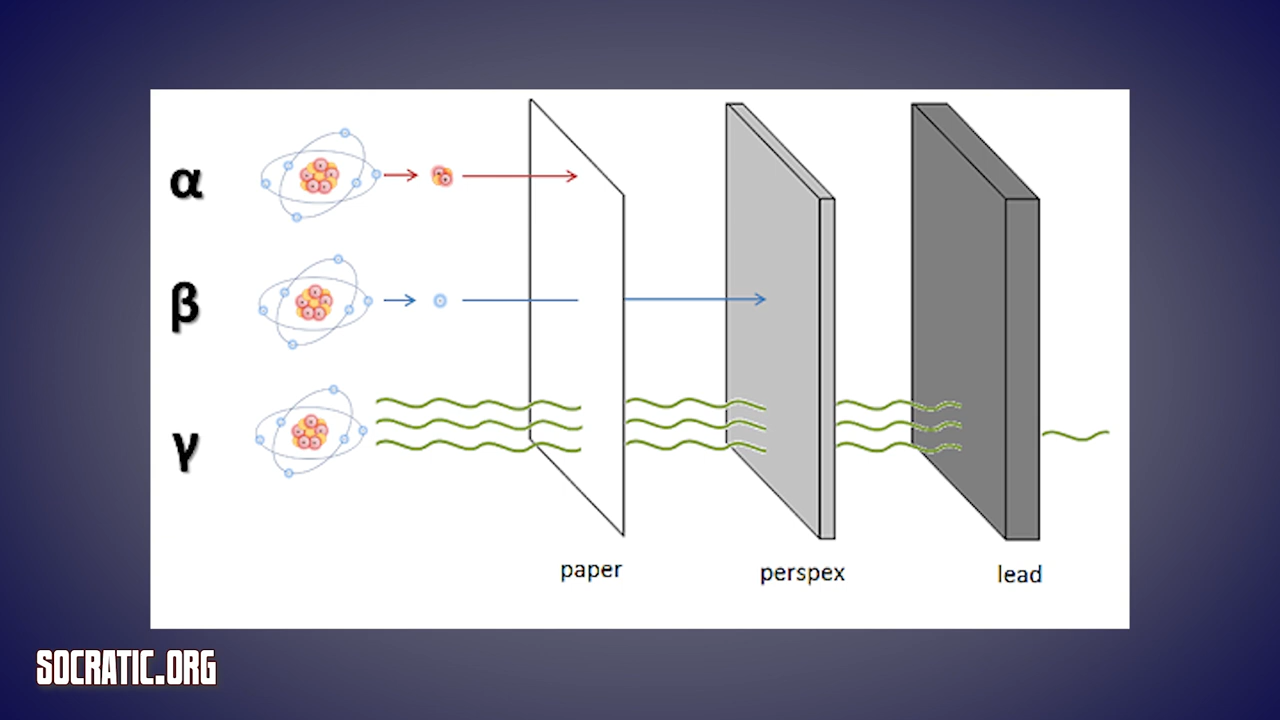 α
β
γ
paper
perspex
lead
SOCRATIC.ORG